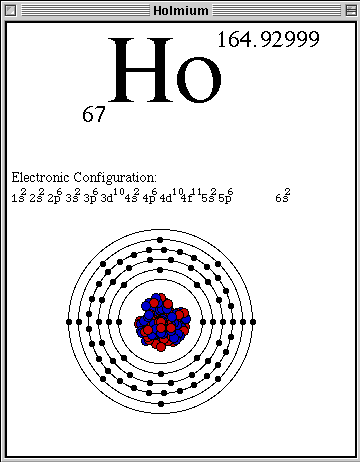 Holmium
Ho 164.92999
67
Electronic Configuration:
1s2 2s2 2p6 3s2 3p6 3d10 4s2 4p6 4d10 4f11 5s2 5p6 6s2